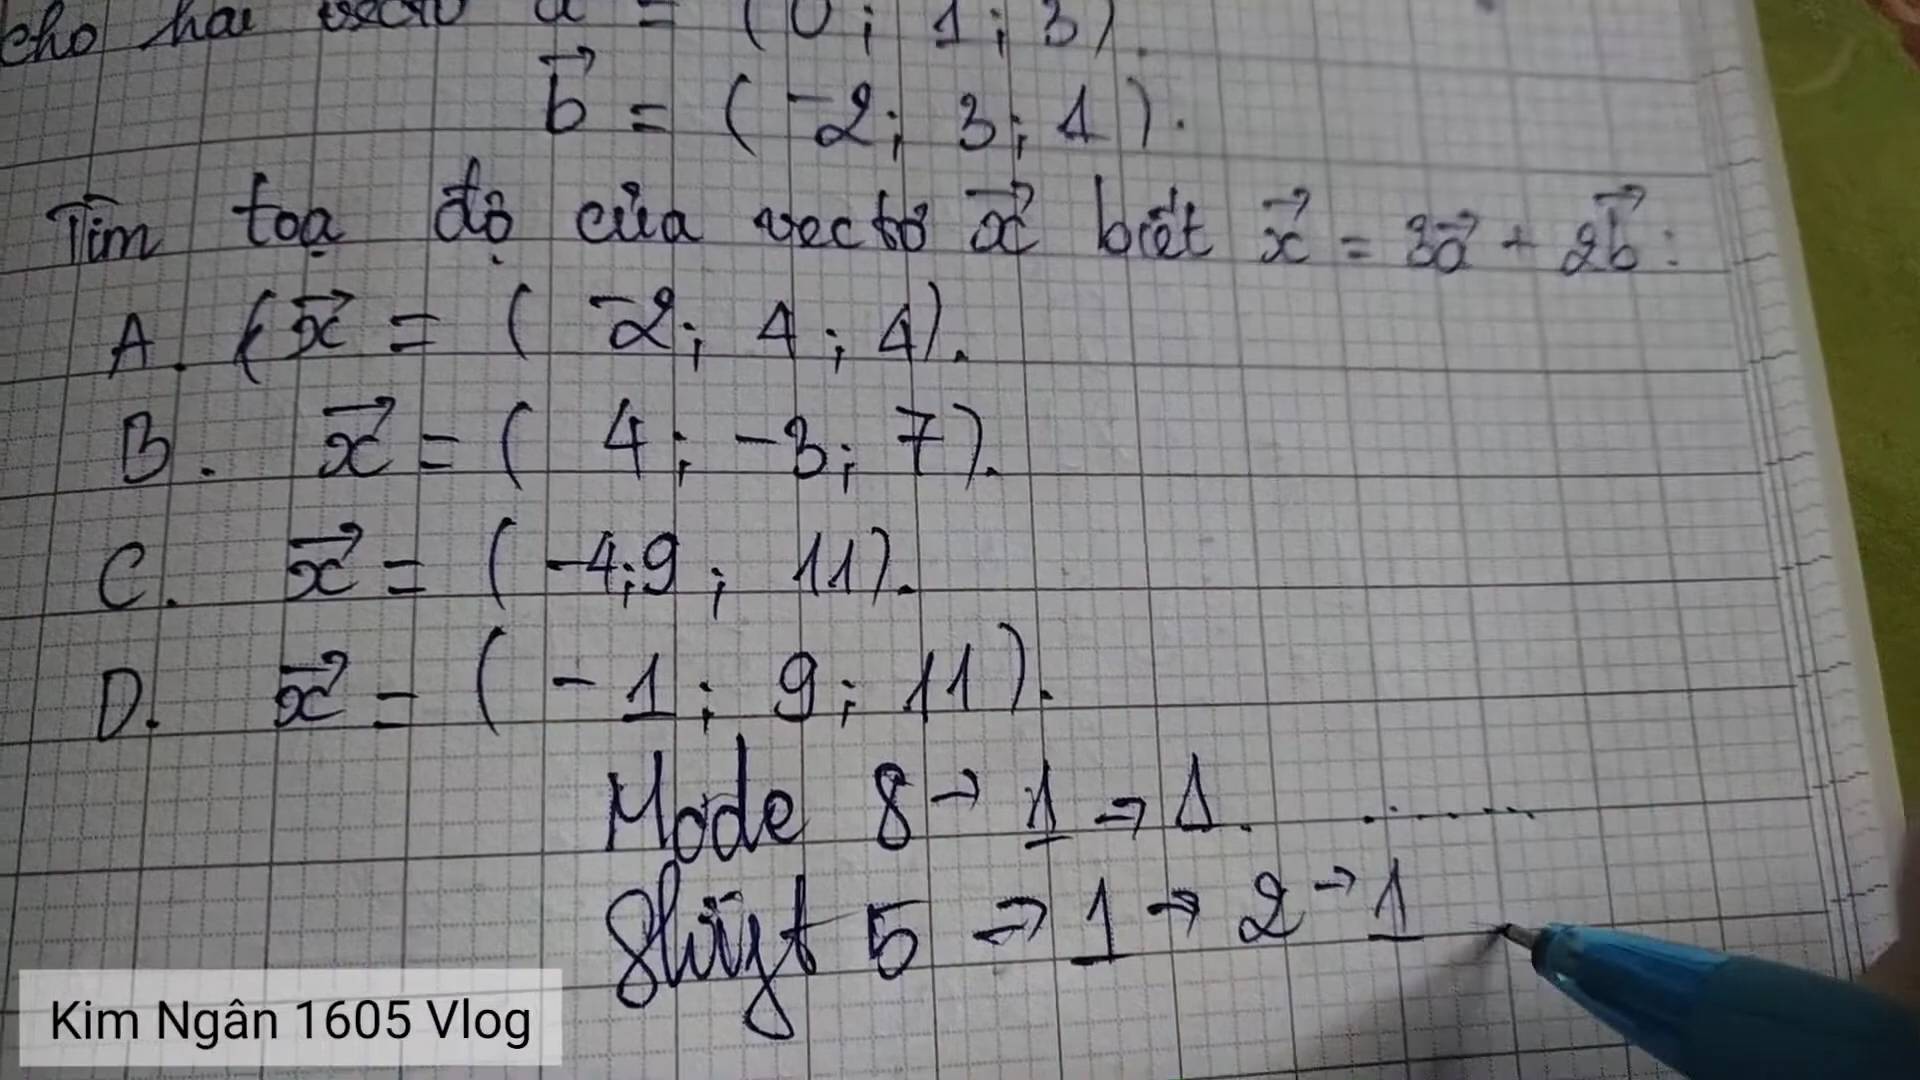 cho hai vectơ a = (0; 1; 3).
b→ = (-2; 3; 1).
Tìm toạ độ của vectơ x→ biết x→ = 3a→ + 2b→:
A. (x→ = (-2; 4; 4).
B. x→ = (4; -3; 7).
C. x→ = (-4; 9; 11).
D. x→ = (-1; 9; 11).
Mode 8 → 1 → 1. .......
Shift 5 → 1 → 2 → 1
Kim Ngân 1605 Vlog